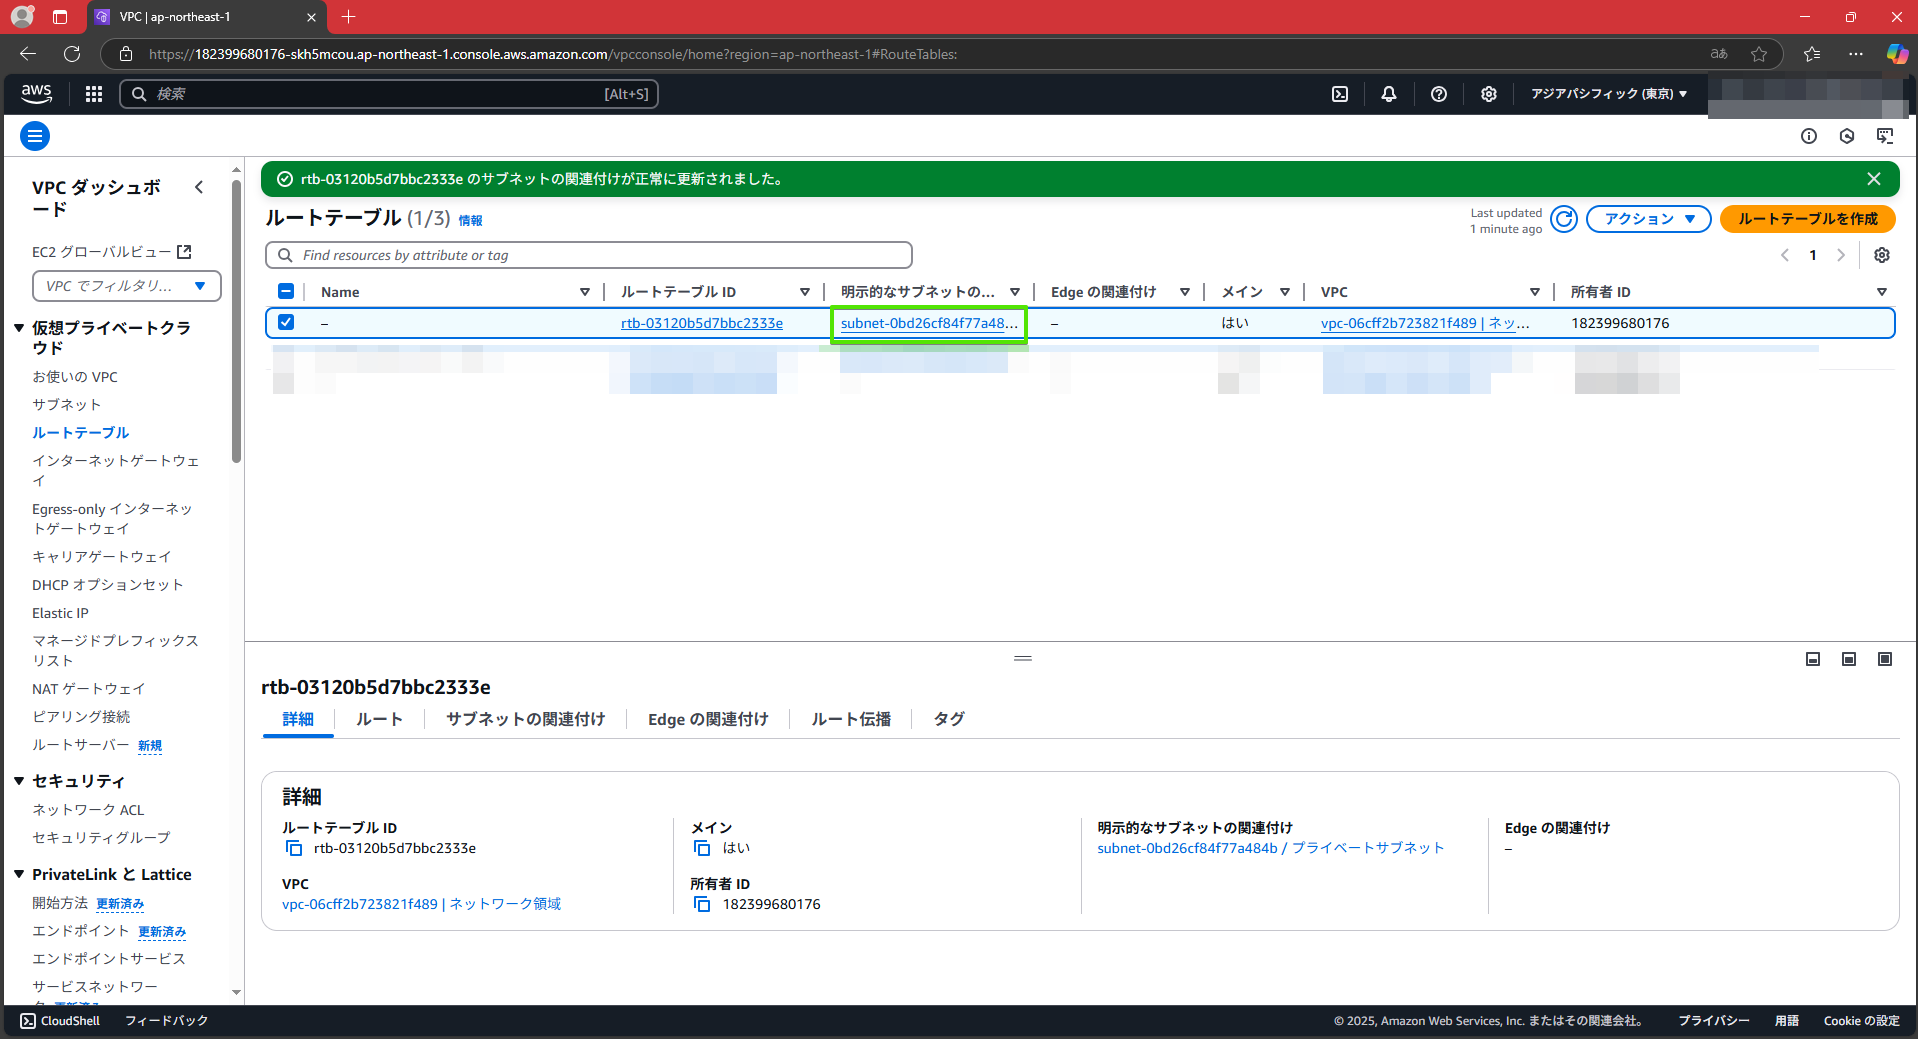 VPC | ap-northeast-1
https://182399680176-skh5mcou.ap-northeast-1.console.aws.amazon.com/vpcconsole/home?region=ap-northeast-1#RouteTables:
aあ
aws
検索
[Alt+S]
アジアパシフィック (東京)
VPC ダッシュボ
ード
EC2 グローバルビュー
VPC でフィルタリ...
仮想プライベートクラ
ウド
お使いの VPC
サブネット
ルートテーブル
インターネットゲートウェ
イ
Egress-only インターネッ
トゲートウェイ
キャリアゲートウェイ
DHCP オプションセット
Elastic IP
マネージドプレフィックス
リスト
NAT ゲートウェイ
ピアリング接続
ルートサーバー 新規
セキュリティ
ネットワーク ACL
セキュリティグループ
PrivateLink と Lattice
開始方法 更新済み
エンドポイント 更新済み
エンドポイントサービス
サービスネットワー
ク 更新済み
rtb-03120b5d7bbc2333e のサブネットの関連付けが正常に更新されました。
ルートテーブル (1/3) 情報
Last updated
1 minute ago
アクション
ルートテーブルを作成
Find resources by attribute or tag
1
Name ルートテーブル ID 明示的なサブネットの... Edge の関連付け メイン VPC 所有者 ID
– rtb-03120b5d7bbc2333e subnet-0bd26cf84f77a48... – はい vpc-06cff2b723821f489 | ネッ... 182399680176
rtb-03120b5d7bbc2333e
詳細 ルート サブネットの関連付け Edge の関連付け ルート伝播 タグ
詳細
ルートテーブル ID
rtb-03120b5d7bbc2333e
VPC
vpc-06cff2b723821f489 | ネットワーク領域
メイン
はい
所有者 ID
182399680176
明示的なサブネットの関連付け
subnet-0bd26cf84f77a484b / プライベートサブネット
Edge の関連付け
–
CloudShell フィードバック
© 2025, Amazon Web Services, Inc. またはその関連会社。 プライバシー 用語 Cookie の設定